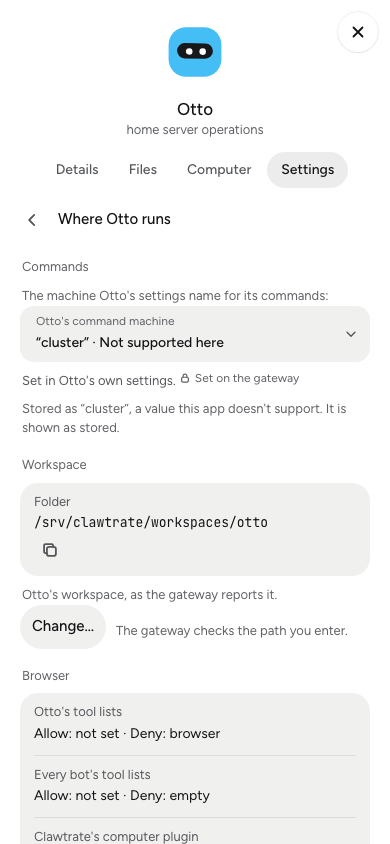 Otto
home server operations
Details Files Computer Settings
Where Otto runs
Commands
The machine Otto's settings name for its commands:
Otto's command machine
“cluster” · Not supported here
Set in Otto's own settings. Set on the gateway
Stored as “cluster”, a value this app doesn't support. It is
shown as stored.
Workspace
Folder
/srv/clawtrate/workspaces/otto
Otto's workspace, as the gateway reports it.
Change... The gateway checks the path you enter.
Browser
Otto's tool lists
Allow: not set · Deny: browser
Every bot's tool lists
Allow: not set · Deny: empty
Clawtrate's computer plugin